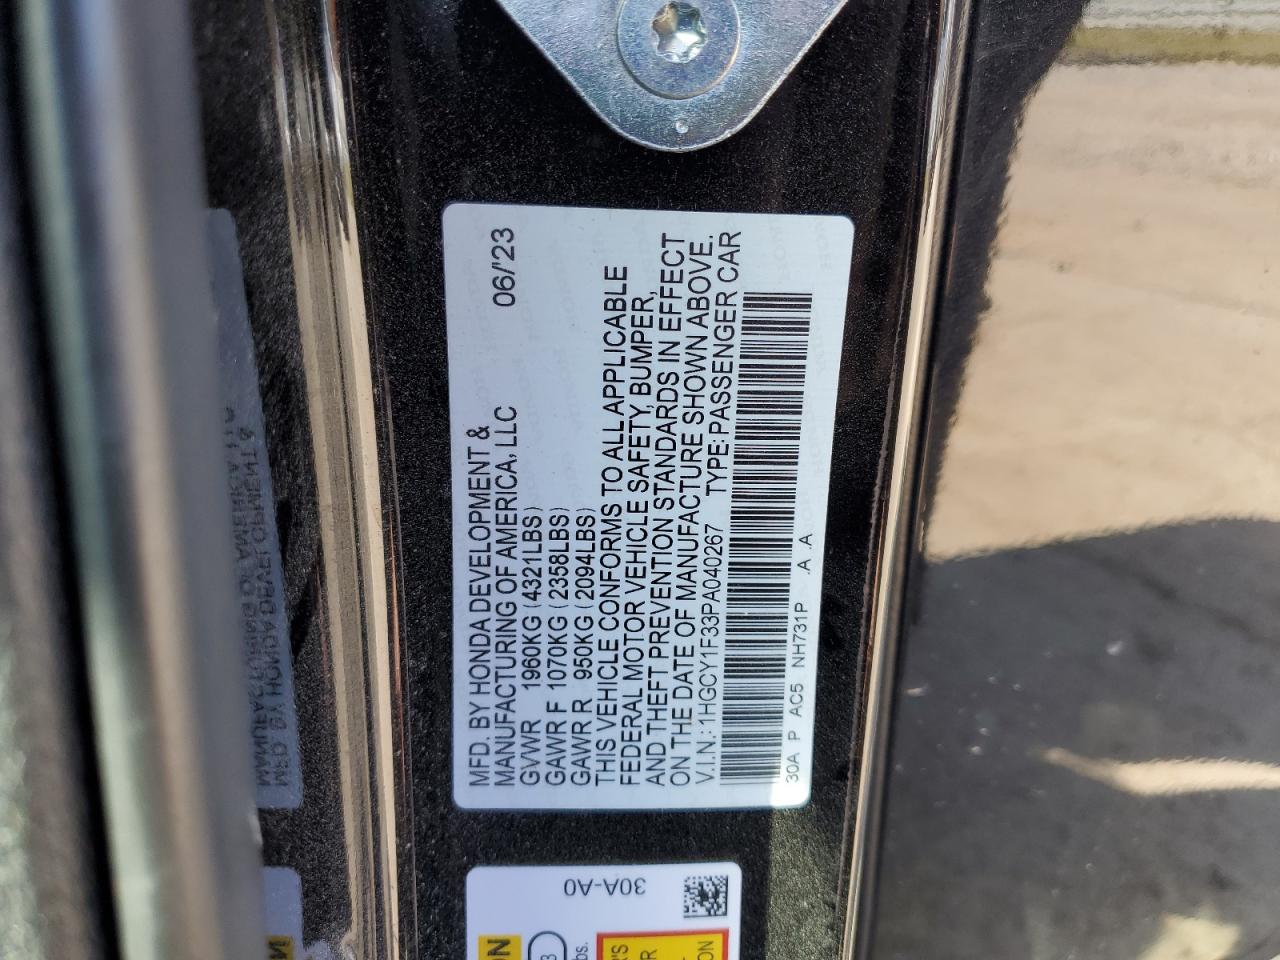 MFD. BY HONDA DEVELOPMENT &
MANUFACTURING OF AMERICA, LLC 06/'23
GVWR 1960KG (4321LBS)
GAWR F 1070KG (2358LBS)
GAWR R 950KG (2094LBS)
THIS VEHICLE CONFORMS TO ALL APPLICABLE
FEDERAL MOTOR VEHICLE SAFETY, BUMPER,
AND THEFT PREVENTION STANDARDS IN EFFECT
ON THE DATE OF MANUFACTURE SHOWN ABOVE.
V.I.N.: 1HGCY1F33PA040267 TYPE: PASSENGER CAR
30A P AC5 NH731P .A .A
30A-A0